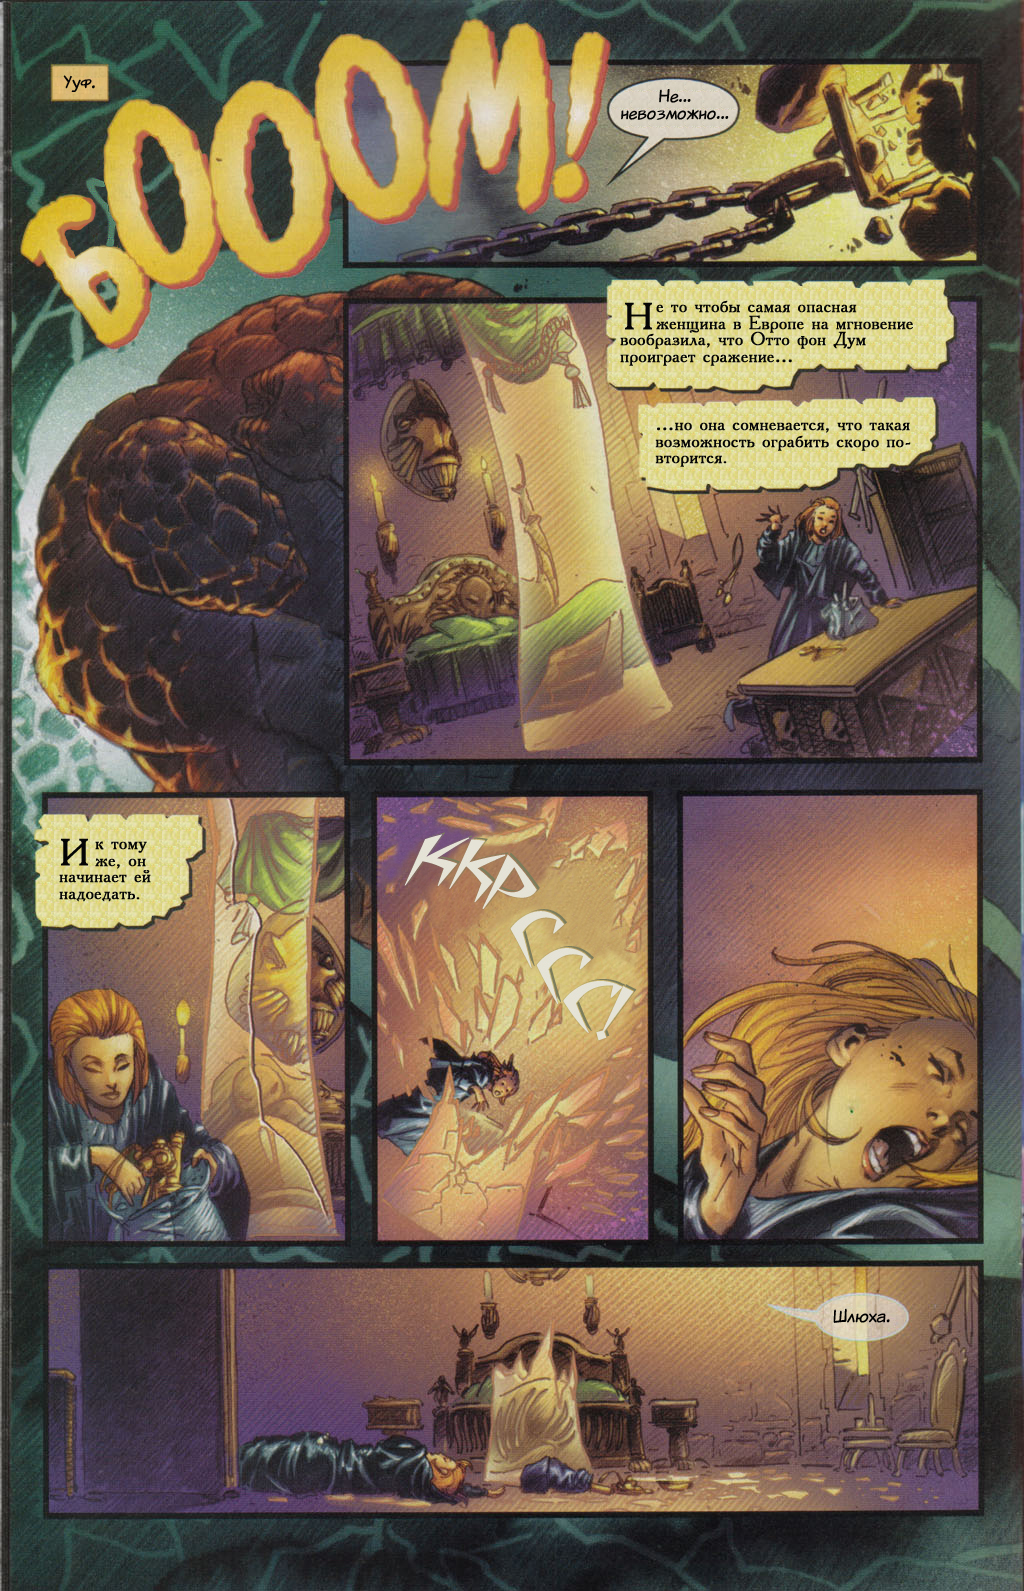 Ууф.
БОООМ!
Не...
невозможно...
Не то чтобы самая опасная
женщина в Европе на мгновение
вообразила, что Отто фон Дум
проиграет сражение...
...но она сомневается, что такая
возможность ограбить скоро по-
вторится.
И к тому
же, он
начинает ей
надоедать.
ККРССС!
Шлюха.